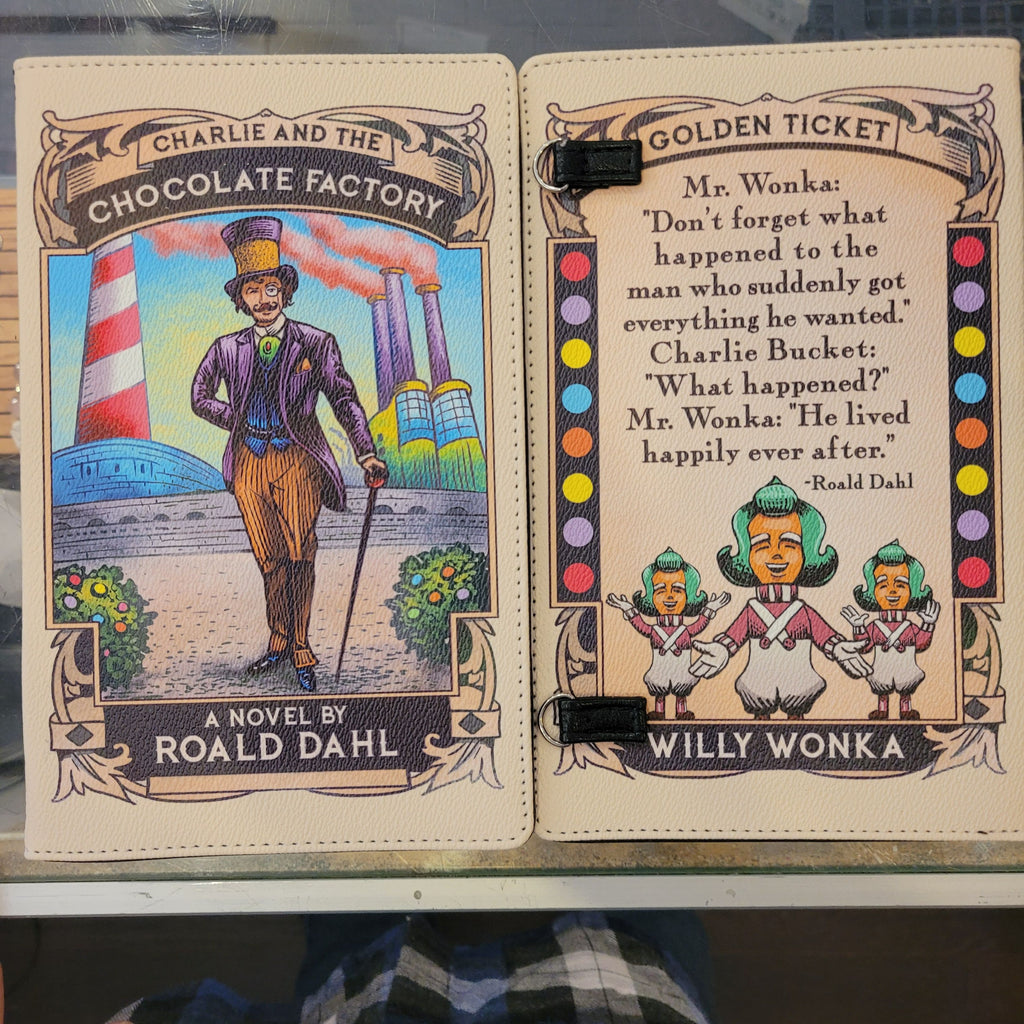 CHARLIE AND THE
CHOCOLATE FACTORY
A NOVEL BY
ROALD DAHL
GOLDEN TICKET
Mr. Wonka:
"Don't forget what
happened to the
man who suddenly got
everything he wanted."
Charlie Bucket:
"What happened?"
Mr. Wonka: "He lived
happily ever after."
-Roald Dahl
WILLY WONKA